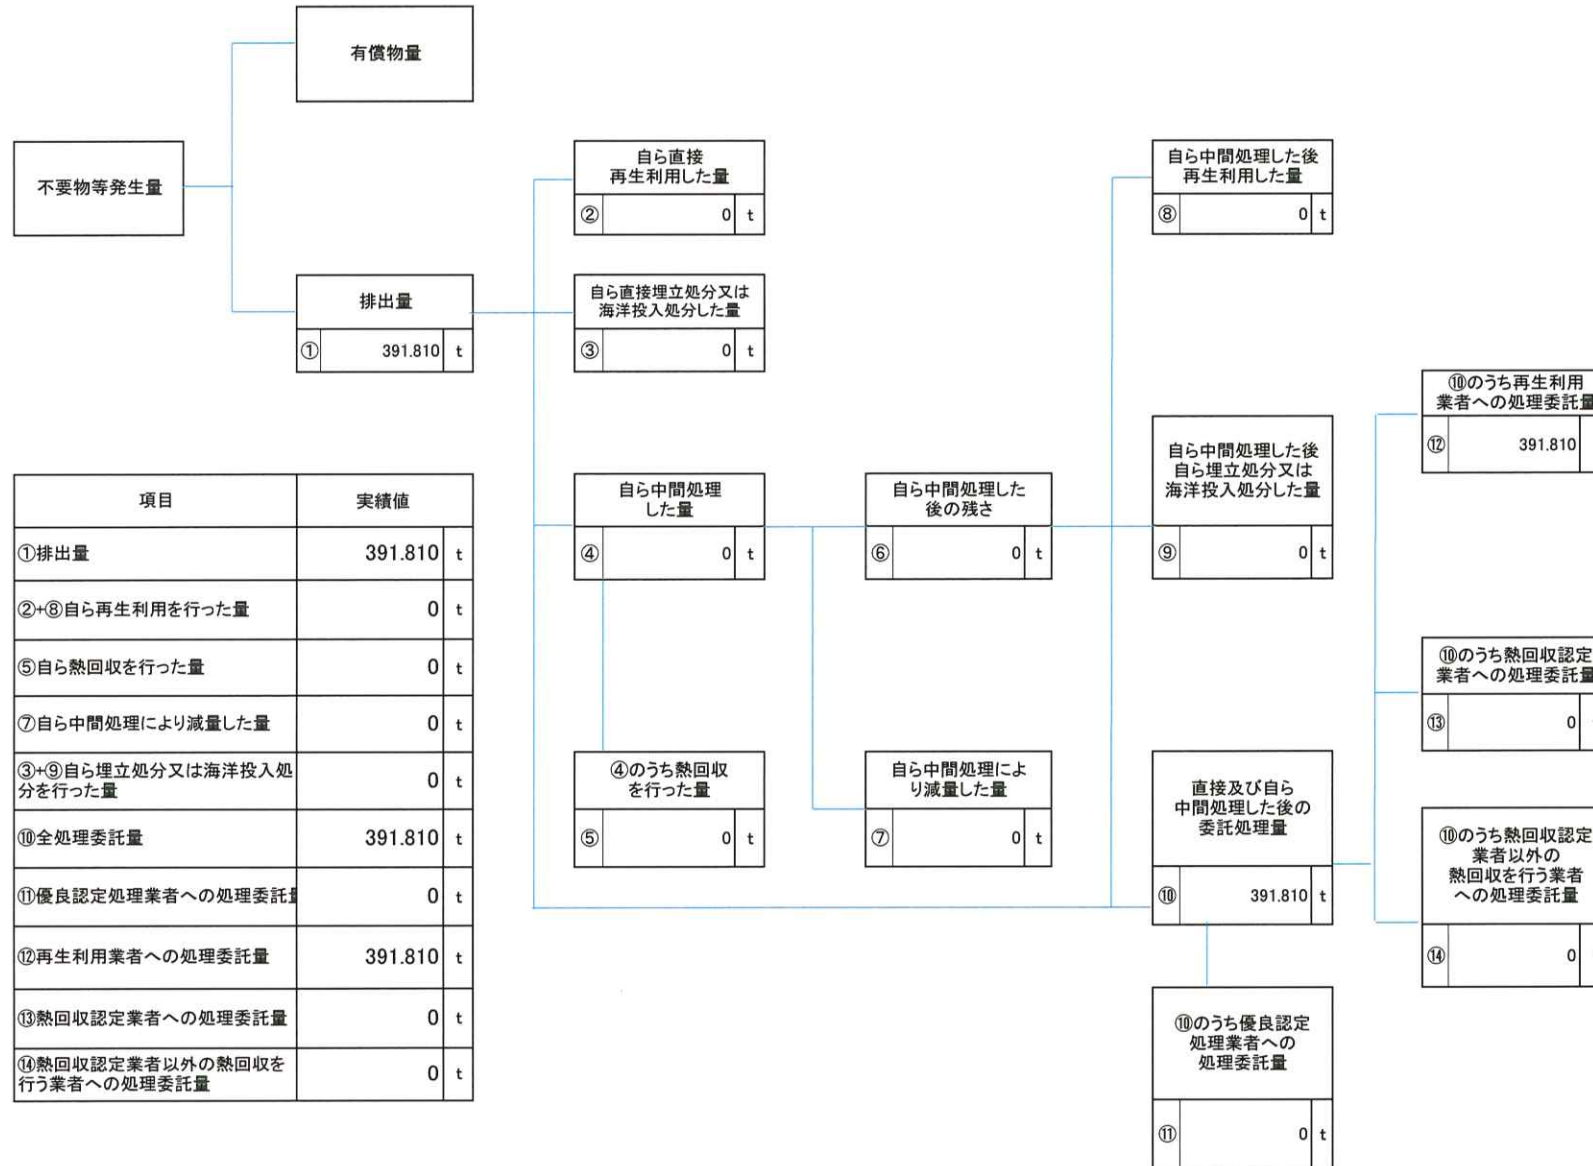 有償物量
不要物等発生量
排出量
① 391.810 t
自ら直接
再生利用した量
② 0 t
自ら直接埋立処分又は
海洋投入処分した量
③ 0 t
自ら中間処理
した量
④ 0 t
④のうち熱回収
を行った量
⑤ 0 t
自ら中間処理した
後の残さ
⑥ 0 t
自ら中間処理によ
り減量した量
⑦ 0 t
自ら中間処理した後
再生利用した量
⑧ 0 t
自ら中間処理した後
自ら埋立処分又は
海洋投入処分した量
⑨ 0 t
直接及び自ら
中間処理した後の
委託処理量
⑩ 391.810 t
⑩のうち優良認定
処理業者への
処理委託量
⑪ 0 t
⑩のうち再生利用
業者への処理委託量
⑫ 391.810
⑩のうち熱回収認定
業者への処理委託量
⑬ 0
⑩のうち熱回収認定
業者以外の
熱回収を行う業者
への処理委託量
⑭ 0
項目 実績値
①排出量 391.810 t
②+⑧自ら再生利用を行った量 0 t
⑤自ら熱回収を行った量 0 t
⑦自ら中間処理により減量した量 0 t
③+⑨自ら埋立処分又は海洋投入処
分を行った量 0 t
⑩全処理委託量 391.810 t
⑪優良認定処理業者への処理委託量 0 t
⑫再生利用業者への処理委託量 391.810 t
⑬熱回収認定業者への処理委託量 0 t
⑭熱回収認定業者以外の熱回収を
行う業者への処理委託量 0 t